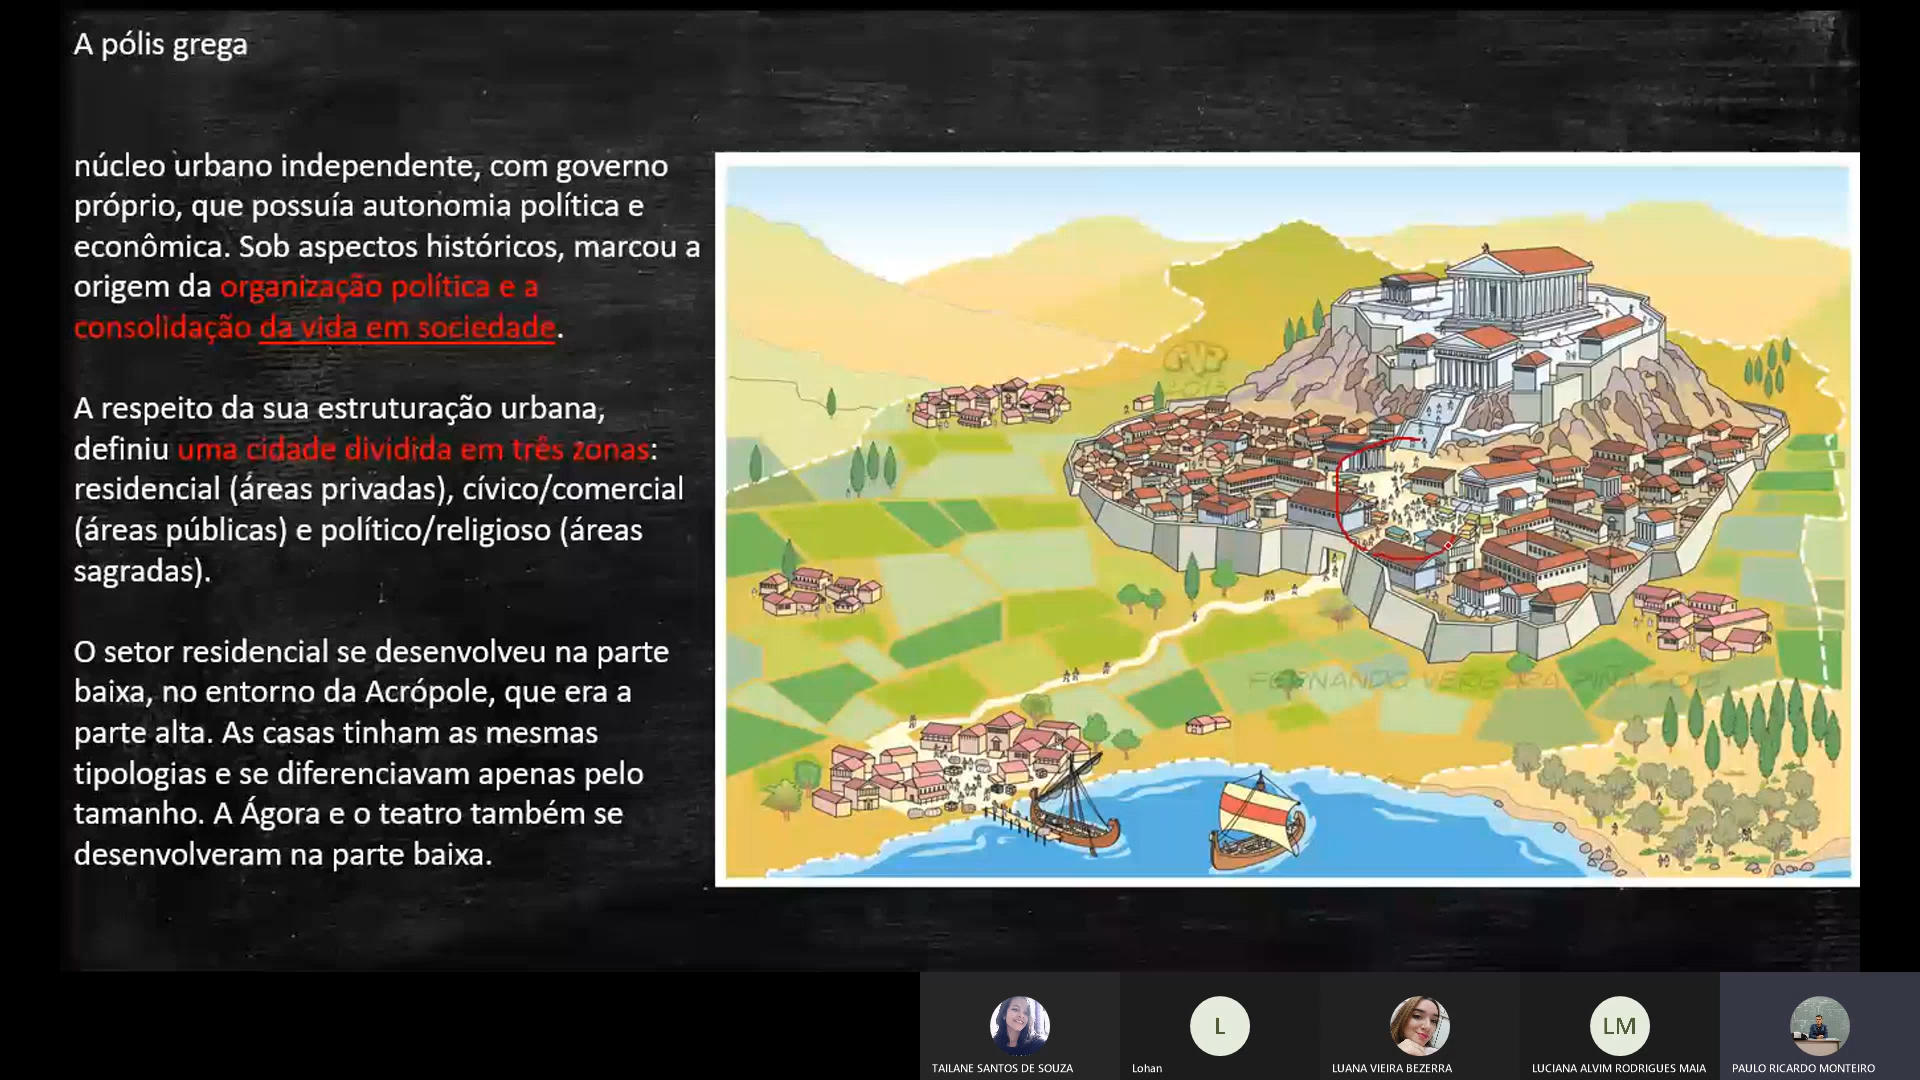 A pólis grega
núcleo urbano independente, com governo
próprio, que possuía autonomia política e
econômica. Sob aspectos históricos, marcou a
origem da organização política e a
consolidação da vida em sociedade.
A respeito da sua estruturação urbana,
definiu uma cidade dividida em três zonas:
residencial (áreas privadas), cívico/comercial
(áreas públicas) e político/religioso (áreas
sagradas).
O setor residencial se desenvolveu na parte
baixa, no entorno da Acrópole, que era a
parte alta. As casas tinham as mesmas
tipologias e se diferenciavam apenas pelo
tamanho. A Ágora e o teatro também se
desenvolveram na parte baixa.
FERNANDO VERGARA PIÑA 2013
L
LM
TAILANE SANTOS DE SOUZA
Lohan
LUANA VIEIRA BEZERRA
LUCIANA ALVIM RODRIGUES MAIA
PAULO RICARDO MONTEIRO